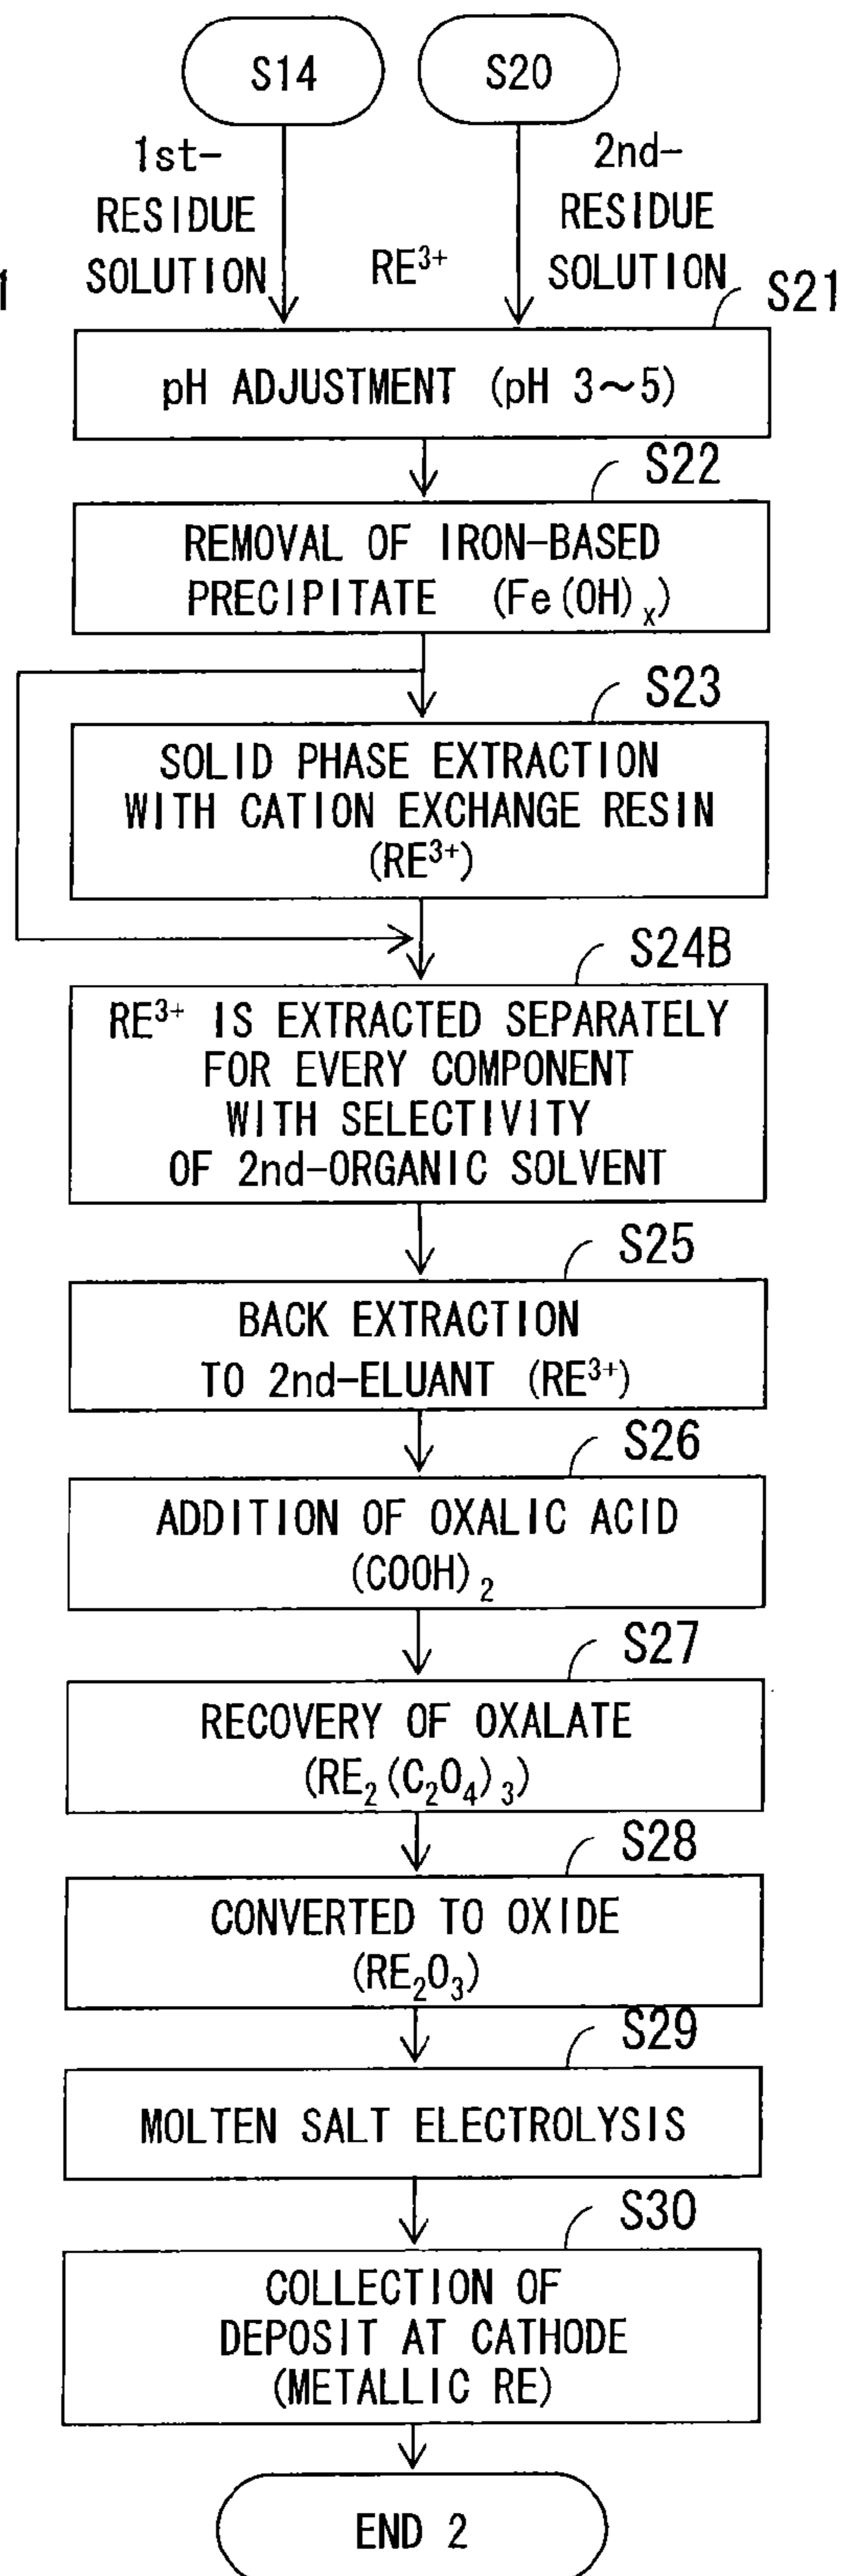 S14
S20
1st-
RESIDUE
SOLUTION
RE³⁺
2nd-
RESIDUE
SOLUTION
S21
pH ADJUSTMENT (pH 3～5)
S22
REMOVAL OF IRON-BASED
PRECIPITATE (Fe(OH)ₓ)
S23
SOLID PHASE EXTRACTION
WITH CATION EXCHANGE RESIN
(RE³⁺)
S24B
RE³⁺ IS EXTRACTED SEPARATELY
FOR EVERY COMPONENT
WITH SELECTIVITY
OF 2nd-ORGANIC SOLVENT
S25
BACK EXTRACTION
TO 2nd-ELUANT (RE³⁺)
S26
ADDITION OF OXALIC ACID
(COOH)₂
S27
RECOVERY OF OXALATE
(RE₂(C₂O₄)₃)
S28
CONVERTED TO OXIDE
(RE₂O₃)
S29
MOLTEN SALT ELECTROLYSIS
S30
COLLECTION OF
DEPOSIT AT CATHODE
(METALLIC RE)
END 2